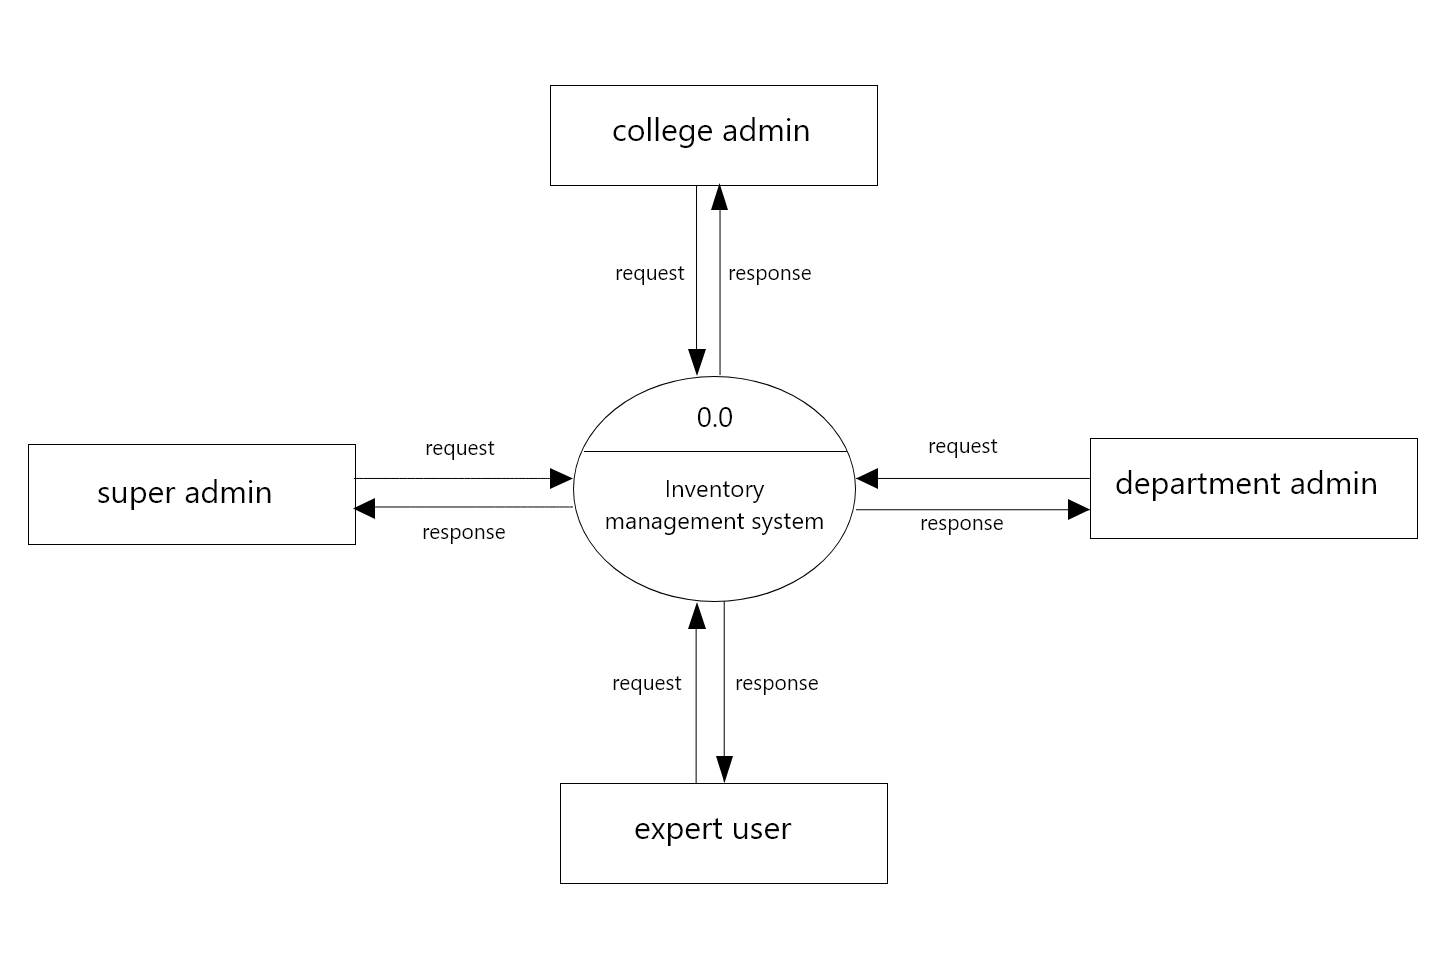 college admin
request
response
0.0
request
request
super admin
Inventory
department admin
management system
response
response
request
response
expert user